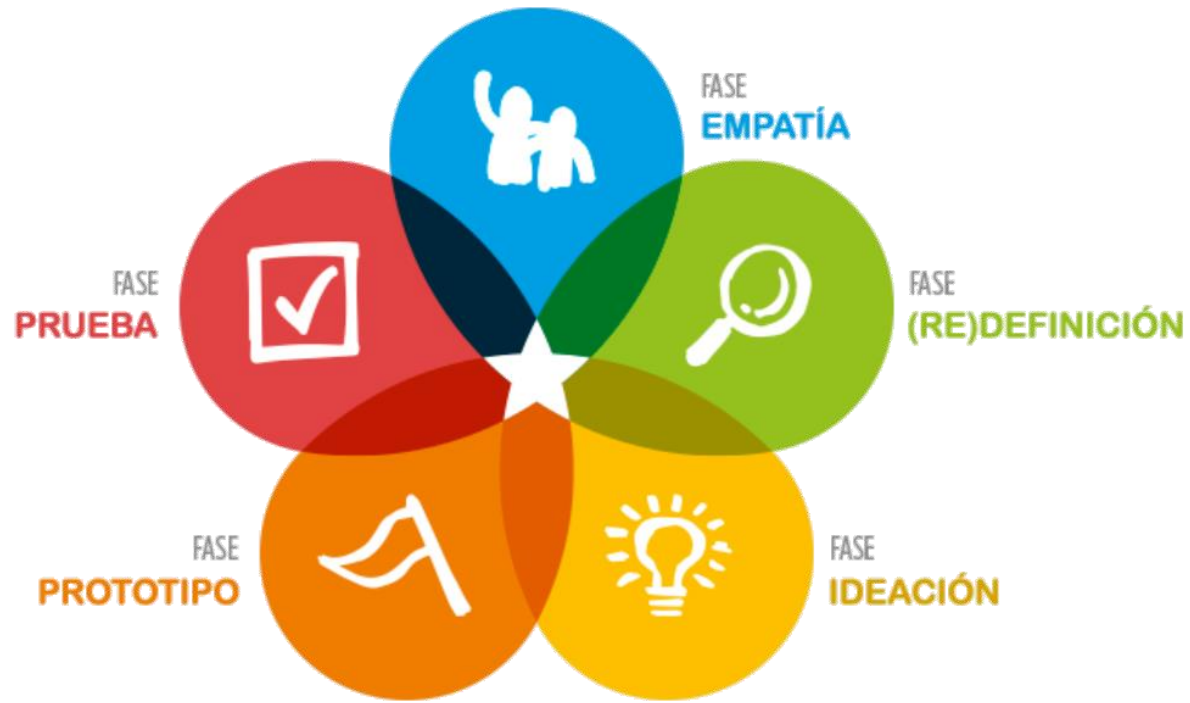 FASE
EMPATÍA
FASE
(RE)DEFINICIÓN
FASE
IDEACIÓN
FASE
PROTOTIPO
FASE
PRUEBA